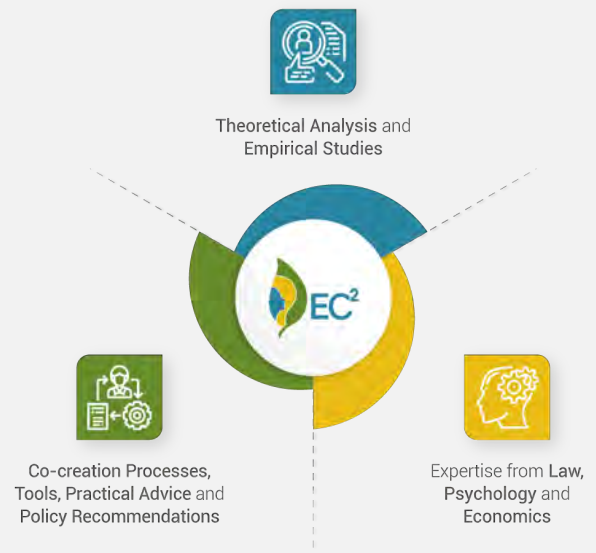 Theoretical Analysis and
Empirical Studies
EC²
Co-creation Processes,
Tools, Practical Advice and
Policy Recommendations
Expertise from Law,
Psychology and
Economics